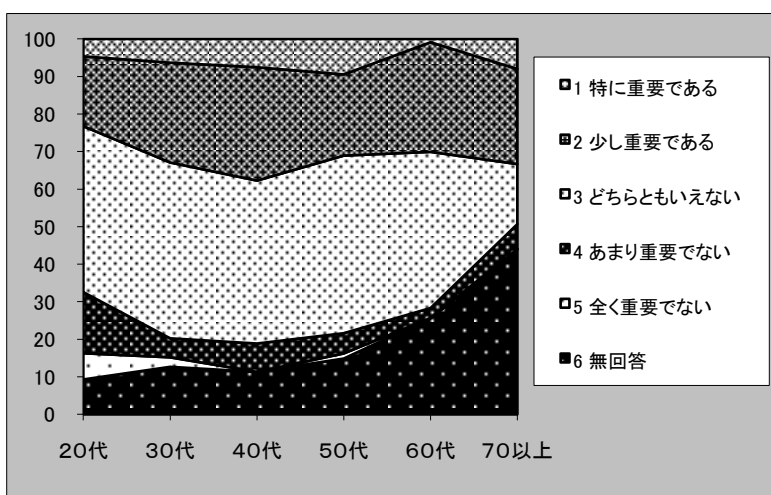 100
90
80
70
60
50
40
30
20
10
0
20代 30代 40代 50代 60代 70以上
1 特に重要である
2 少し重要である
3 どちらともいえない
4 あまり重要でない
5 全く重要でない
6 無回答